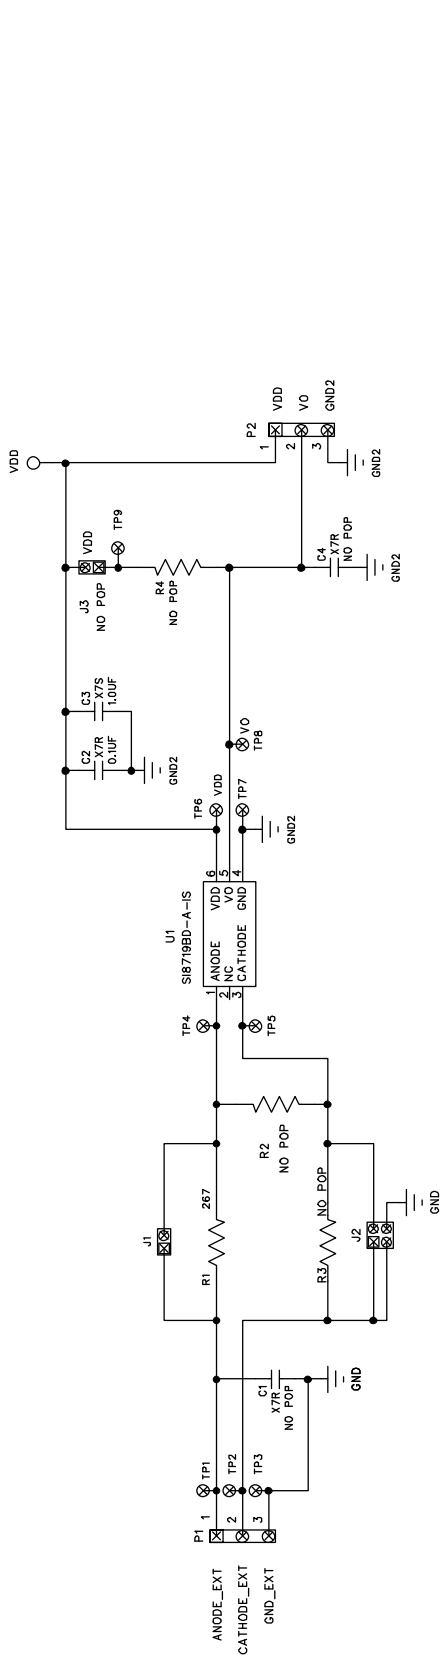 VDD
P2
1
2
3
VDD
VO
GND2
GND2
J3
VDD
NO POP
TP9
R4
NO POP
C4
X7R
NO POP
GND2
C3
X7S
1.0UF
C2
X7R
0.1UF
GND2
TP8
VO
TP6
VDD
TP7
GND2
U1
SI8719BD-A-IS
6
5
4
VDD
VO
GND
ANODE
NC
CATHODE
1
2
3
TP4
TP5
R2
NO POP
J1
R1
267
R3
NO POP
J2
GND
C1
X7R
NO POP
GND
TP1
TP2
TP3
P1
1
2
3
ANODE_EXT
CATHODE_EXT
GND_EXT